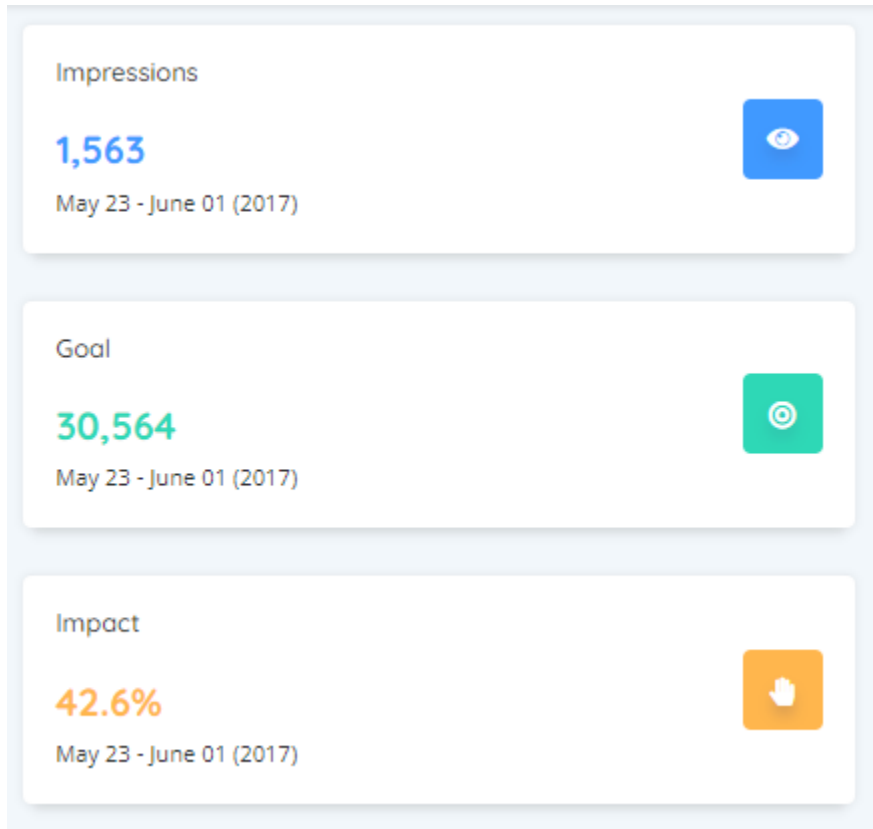 Impressions
1,563
May 23 - June 01 (2017)
Goal
30,564
May 23 - June 01 (2017)
Impact
42.6%
May 23 - June 01 (2017)